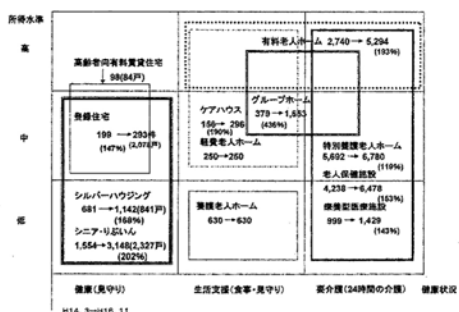 所得水準
高
有料老人ホーム 2,740 → 5,294
(193%)
高齢者向有料賃貸住宅
98(84戸)
グループホーム
379 → 1,653
(436%)
ケアハウス
156 → 296
(190%)
軽費老人ホーム
250→250
登録住宅
199 → 293件
(147%) (2,078戸)
中
特別養護老人ホーム
5,692 → 6,780
(119%)
老人保健施設
4,238 → 6,478
(153%)
療養型医療施設
999 → 1,429
(143%)
シルバーハウジング
681 → 1,142(841戸)
(168%)
シニア・りぶいん
1,554→3,148(2,327戸)
(202%)
養護老人ホーム
630 → 630
低
健康(見守り)
生活支援(食事・見守り)
要介護(24時間の介護)
健康状況